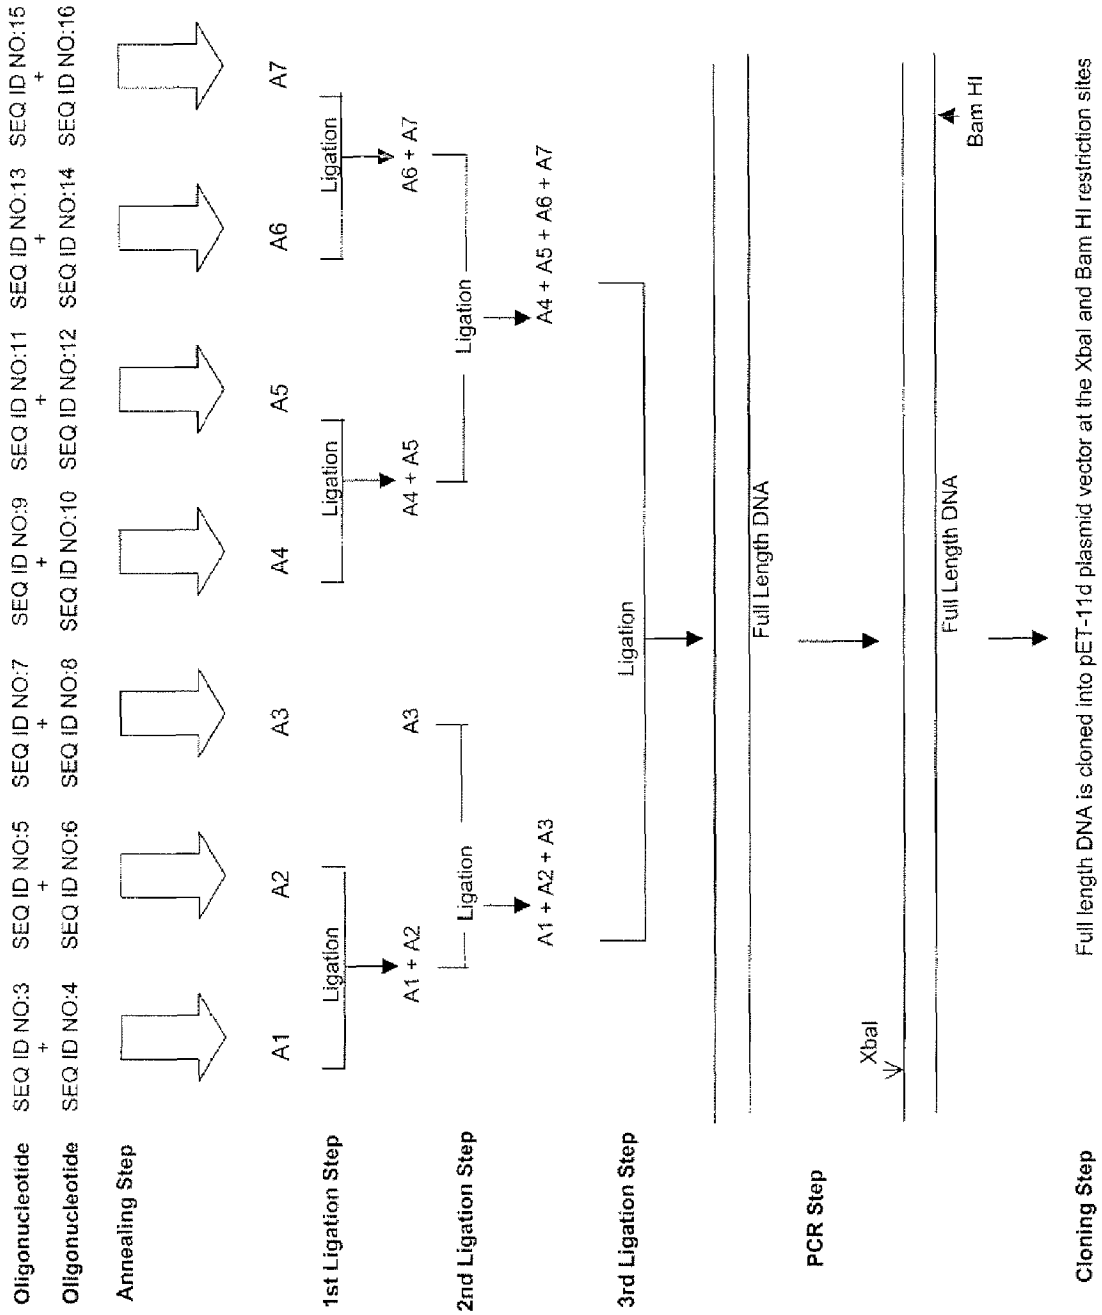 Oligonucleotide SEQ ID NO:3 SEQ ID NO:5 SEQ ID NO:7 SEQ ID NO:9 SEQ ID NO:11 SEQ ID NO:13 SEQ ID NO:15
+ + + + + + +
Oligonucleotide SEQ ID NO:4 SEQ ID NO:6 SEQ ID NO:8 SEQ ID NO:10 SEQ ID NO:12 SEQ ID NO:14 SEQ ID NO:16
Annealing Step
A1 A2 A3 A4 A5 A6 A7
1st Ligation Step Ligation Ligation Ligation
A1 + A2 A3 A4 + A5 A6 + A7
2nd Ligation Step Ligation Ligation
A1 + A2 + A3 A4 + A5 + A6 + A7
3rd Ligation Step Ligation
Full Length DNA
PCR Step
XbaI
Full Length DNA
Bam HI
Cloning Step Full length DNA is cloned into pET-11d plasmid vector at the XbaI and Bam HI restriction sites